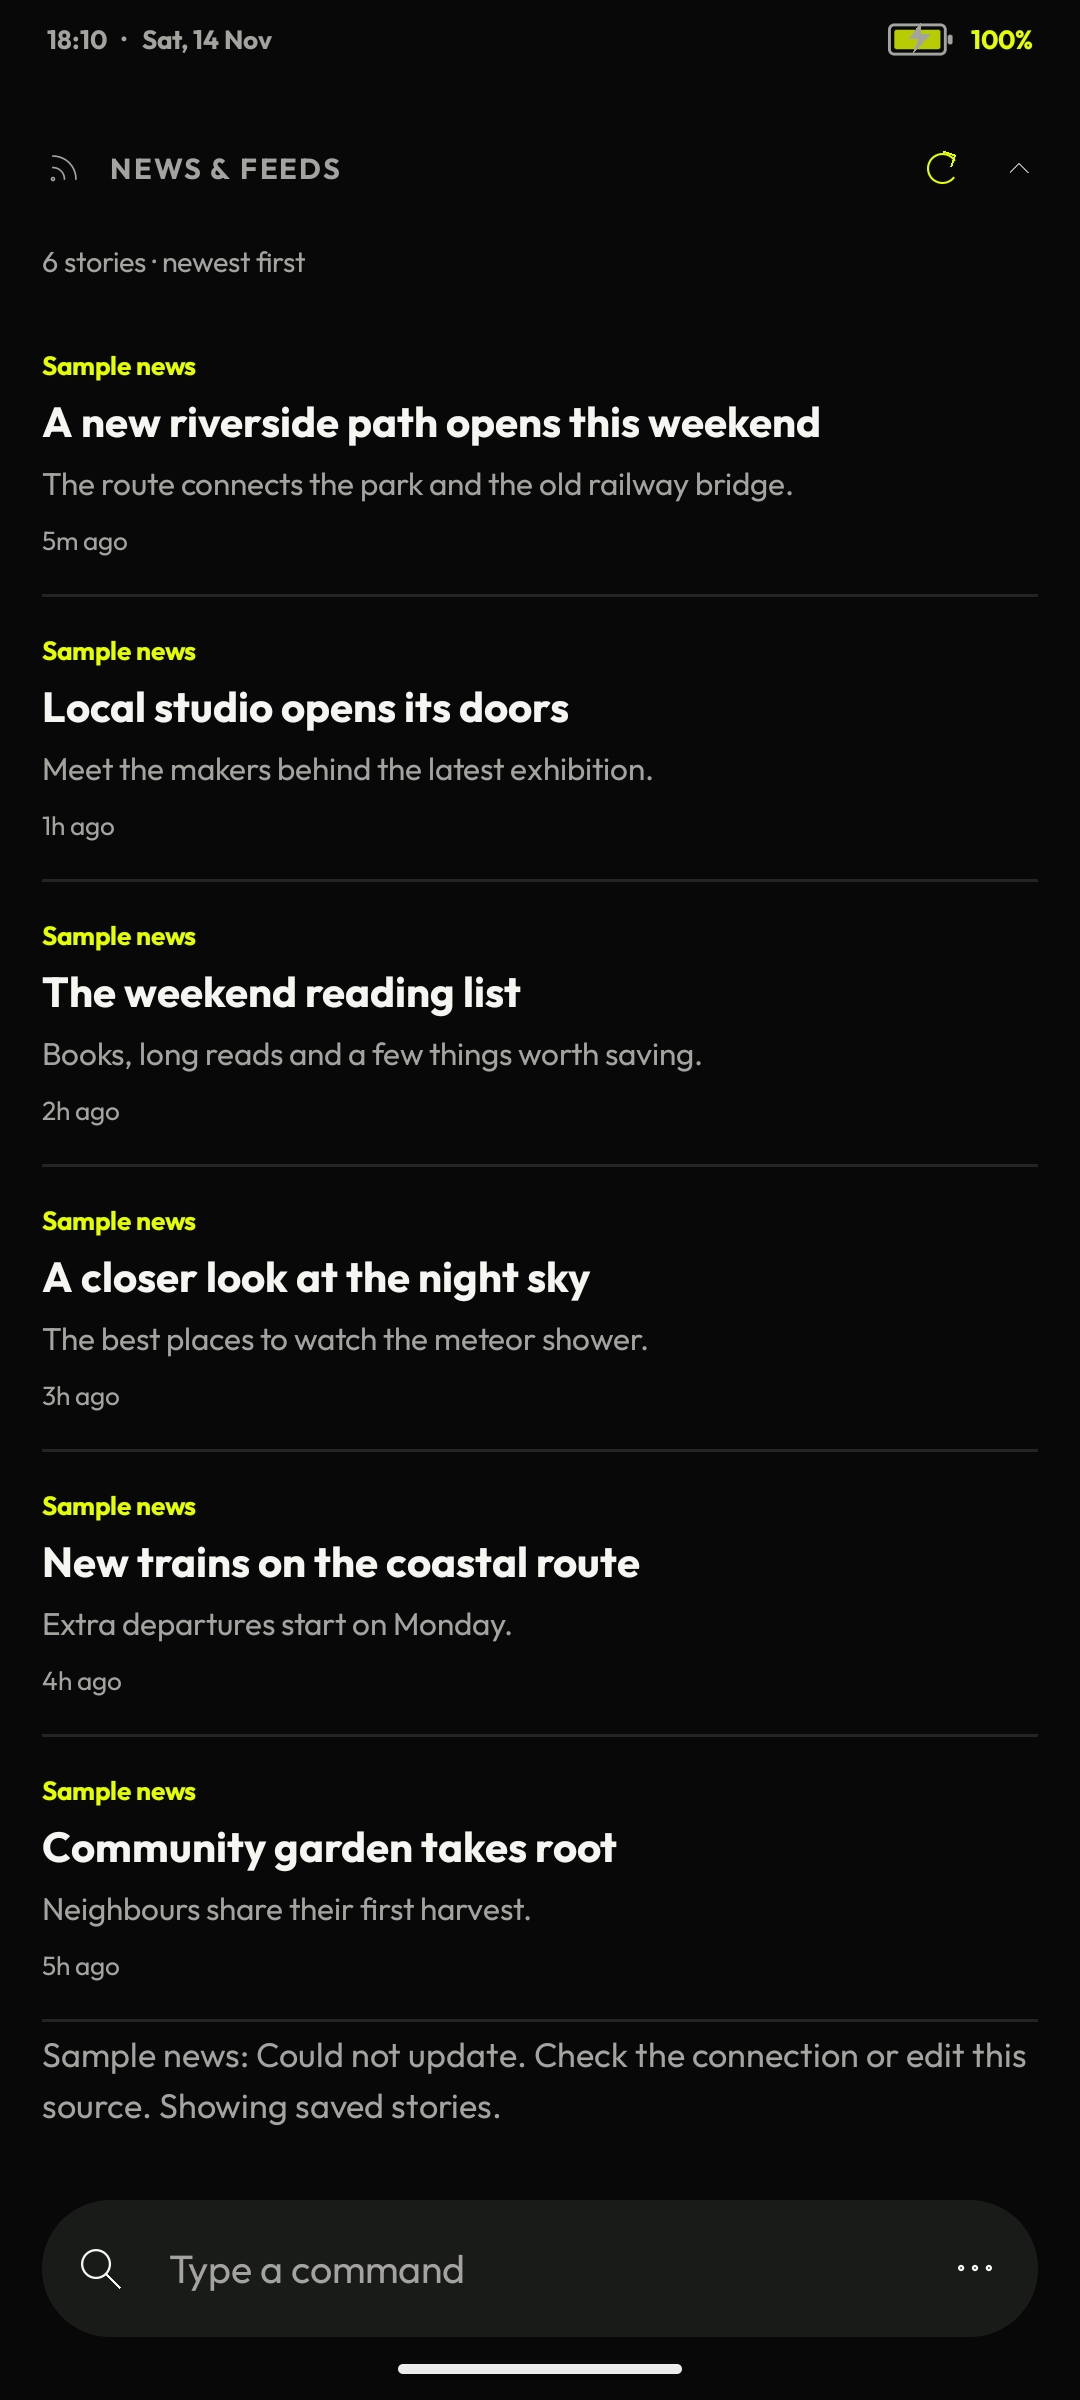 18:10 · Sat, 14 Nov
100%
NEWS & FEEDS
6 stories · newest first
Sample news
A new riverside path opens this weekend
The route connects the park and the old railway bridge.
5m ago
Sample news
Local studio opens its doors
Meet the makers behind the latest exhibition.
1h ago
Sample news
The weekend reading list
Books, long reads and a few things worth saving.
2h ago
Sample news
A closer look at the night sky
The best places to watch the meteor shower.
3h ago
Sample news
New trains on the coastal route
Extra departures start on Monday.
4h ago
Sample news
Community garden takes root
Neighbours share their first harvest.
5h ago
Sample news: Could not update. Check the connection or edit this
source. Showing saved stories.
Type a command